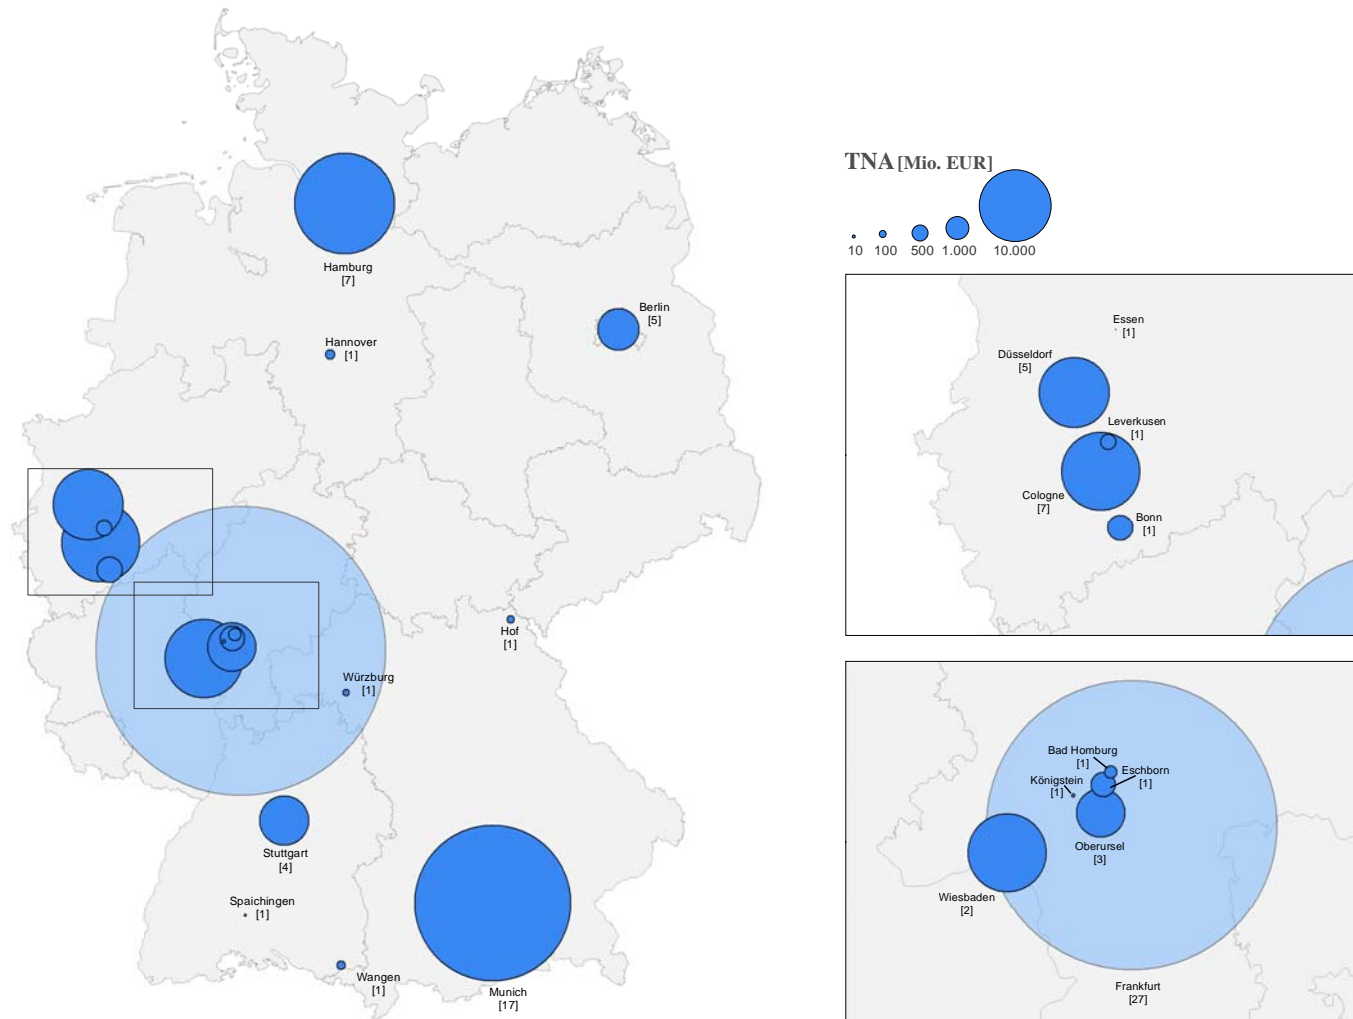 Hamburg
[7]
Berlin
[5]
Hannover
[1]
Hof
[1]
Würzburg
[1]
Stuttgart
[4]
Spaichingen
[1]
Wangen
[1]
Munich
[17]
TNA [Mio. EUR]
10 100 500 1.000 10.000
Essen
[1]
Düsseldorf
[5]
Leverkusen
[1]
Cologne
[7]
Bonn
[1]
Bad Homburg
[1]
Eschborn
[1]
Königstein
[1]
Oberursel
[3]
Wiesbaden
[2]
Frankfurt
[27]